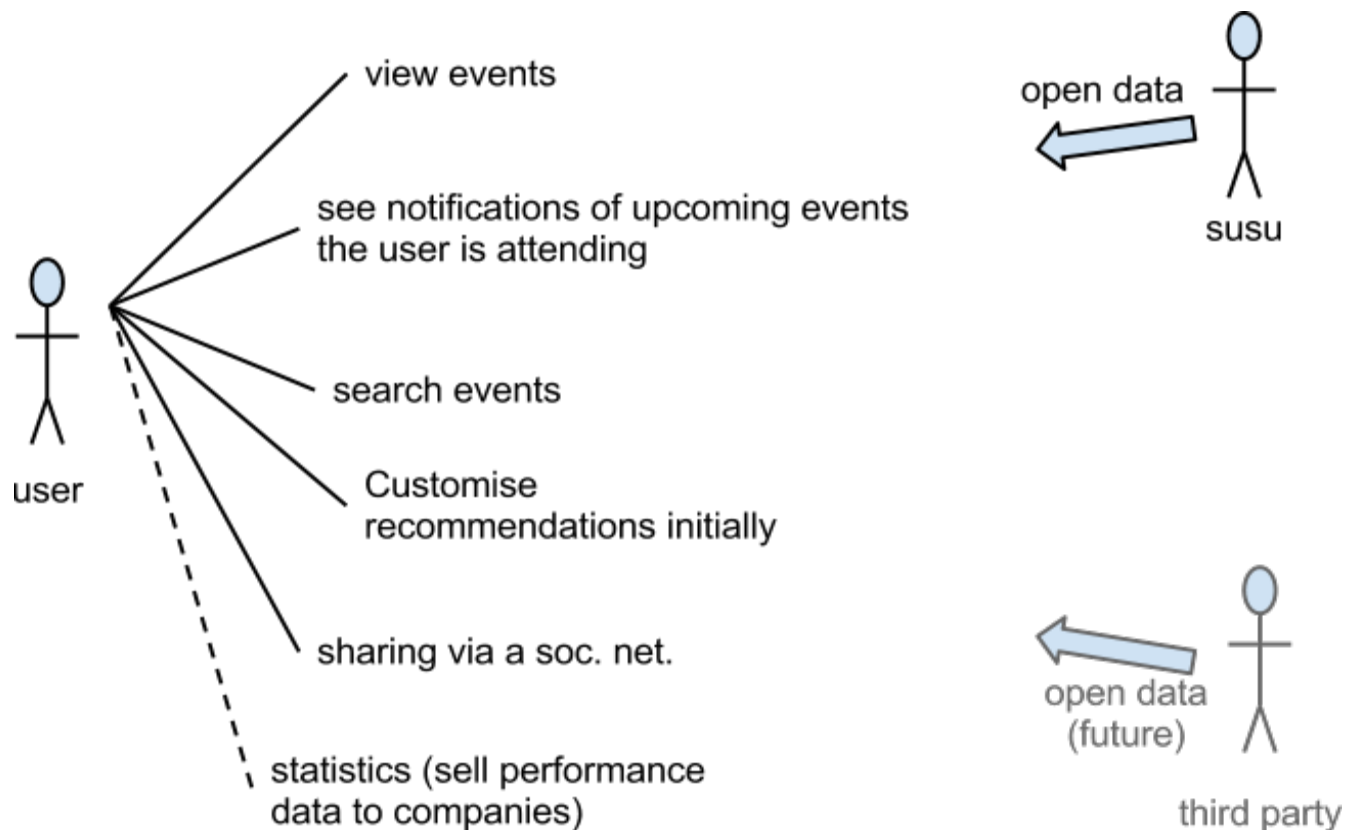 view events
open data
see notifications of upcoming events
the user is attending
susu
search events
user
Customise
recommendations initially
sharing via a soc. net.
open data
(future)
statistics (sell performance
data to companies)
third party